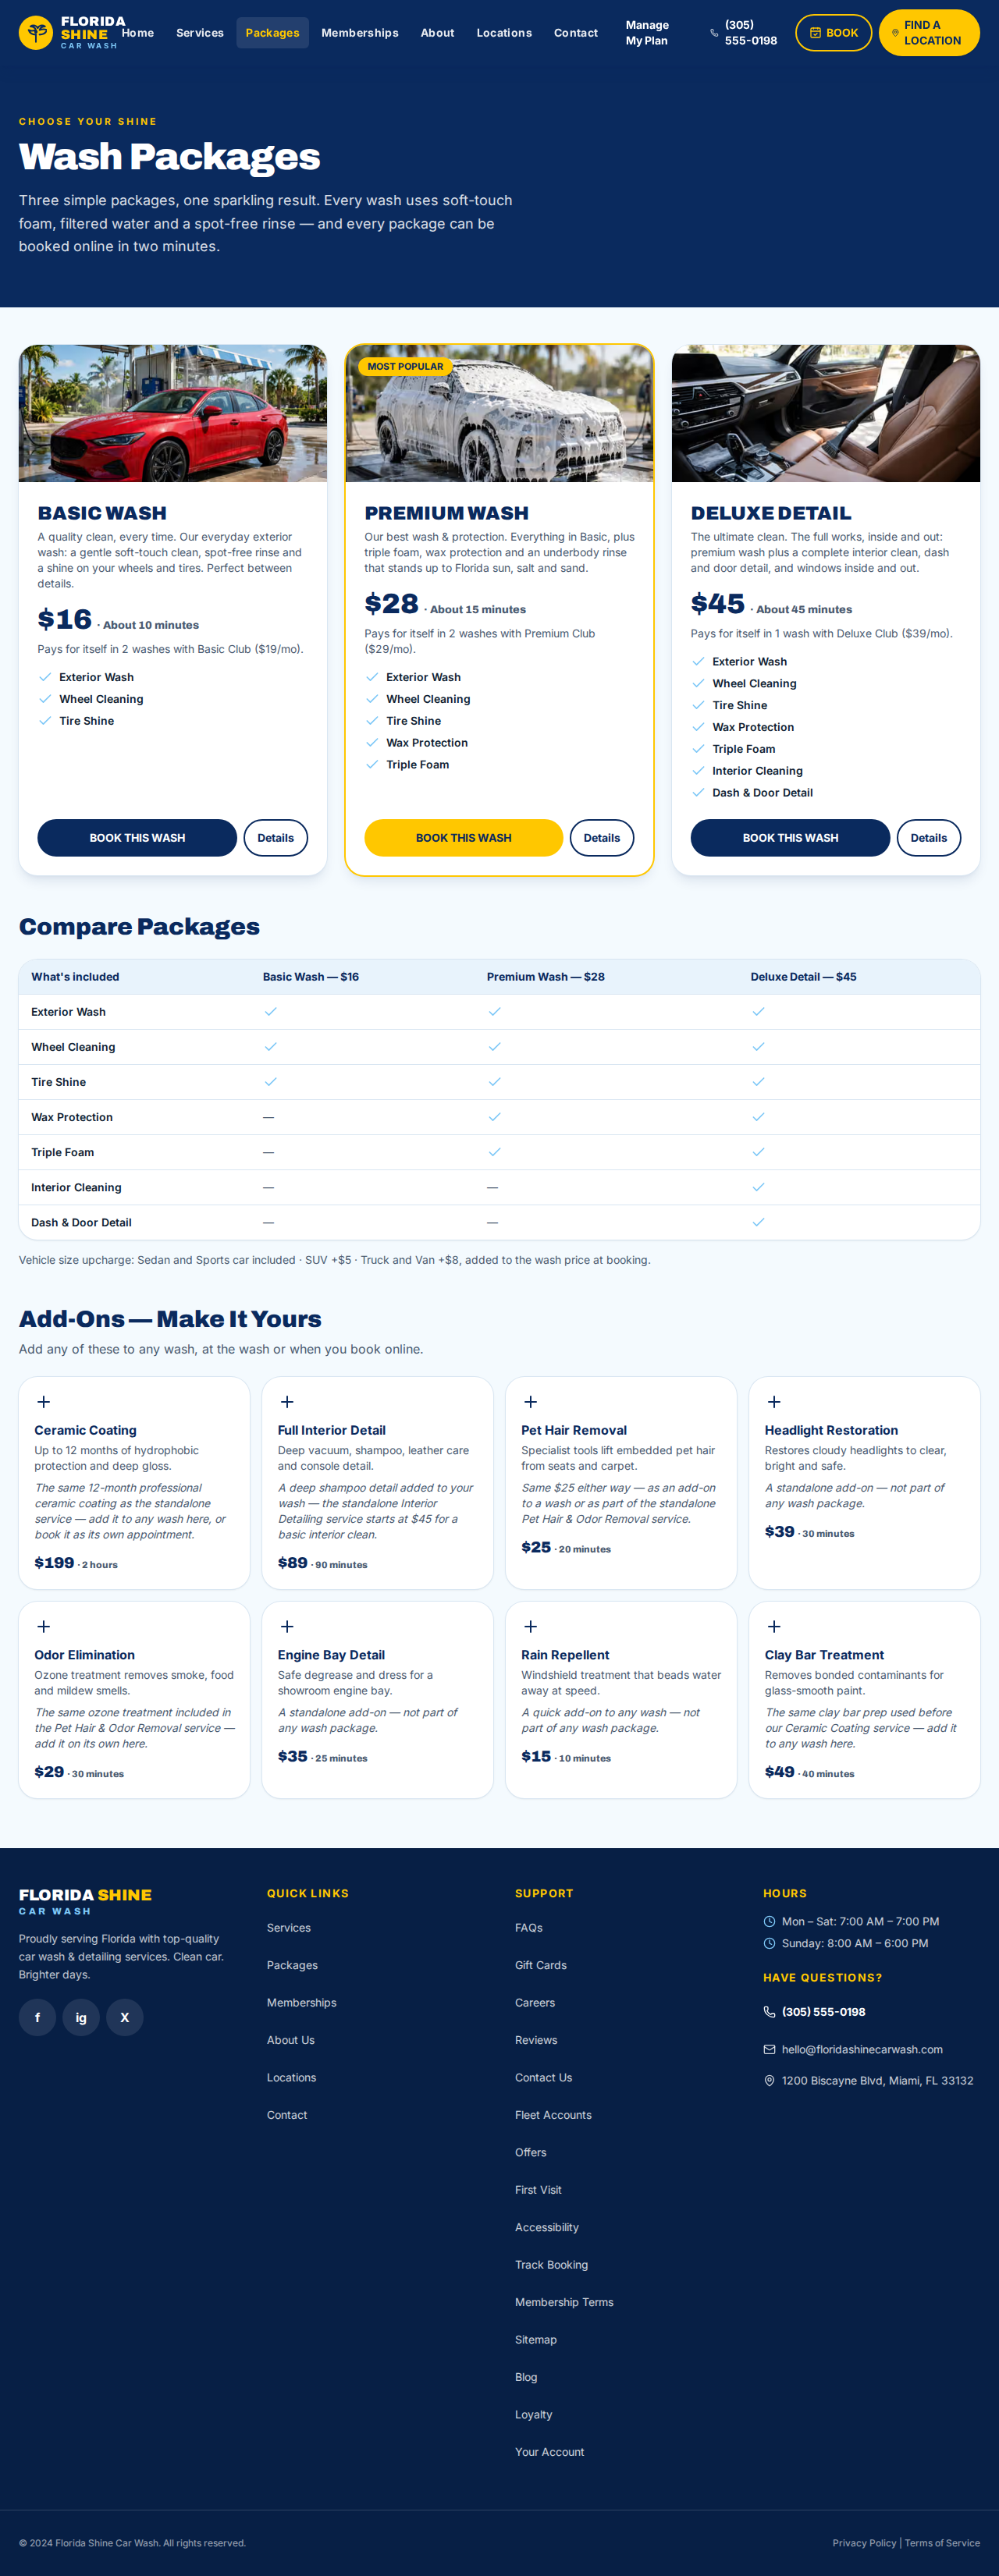 FLORIDA
SHINE
CAR WASH
Home
Services
Packages
Memberships
About
Locations
Contact
Manage
My Plan
(305)
555-0198
BOOK
FIND A
LOCATION
CHOOSE YOUR SHINE
Wash Packages
Three simple packages, one sparkling result. Every wash uses soft-touch
foam, filtered water and a spot-free rinse — and every package can be
booked online in two minutes.
BASIC WASH
A quality clean, every time. Our everyday exterior
wash: a gentle soft-touch clean, spot-free rinse and
a shine on your wheels and tires. Perfect between
details.
$16 · About 10 minutes
Pays for itself in 2 washes with Basic Club ($19/mo).
Exterior Wash
Wheel Cleaning
Tire Shine
BOOK THIS WASH
Details
MOST POPULAR
PREMIUM WASH
Our best wash & protection. Everything in Basic, plus
triple foam, wax protection and an underbody rinse
that stands up to Florida sun, salt and sand.
$28 · About 15 minutes
Pays for itself in 2 washes with Premium Club
($29/mo).
Exterior Wash
Wheel Cleaning
Tire Shine
Wax Protection
Triple Foam
BOOK THIS WASH
Details
DELUXE DETAIL
The ultimate clean. The full works, inside and out:
premium wash plus a complete interior clean, dash
and door detail, and windows inside and out.
$45 · About 45 minutes
Pays for itself in 1 wash with Deluxe Club ($39/mo).
Exterior Wash
Wheel Cleaning
Tire Shine
Wax Protection
Triple Foam
Interior Cleaning
Dash & Door Detail
BOOK THIS WASH
Details
Compare Packages
What's included
Basic Wash — $16
Premium Wash — $28
Deluxe Detail — $45
Exterior Wash
Wheel Cleaning
Tire Shine
Wax Protection —
Triple Foam —
Interior Cleaning — —
Dash & Door Detail — —
Vehicle size upcharge: Sedan and Sports car included · SUV +$5 · Truck and Van +$8, added to the wash price at booking.
Add-Ons — Make It Yours
Add any of these to any wash, at the wash or when you book online.
Ceramic Coating
Up to 12 months of hydrophobic
protection and deep gloss.
The same 12-month professional
ceramic coating as the standalone
service — add it to any wash here, or
book it as its own appointment.
$199 · 2 hours
Full Interior Detail
Deep vacuum, shampoo, leather care
and console detail.
A deep shampoo detail added to your
wash — the standalone Interior
Detailing service starts at $45 for a
basic interior clean.
$89 · 90 minutes
Pet Hair Removal
Specialist tools lift embedded pet hair
from seats and carpet.
Same $25 either way — as an add-on
to a wash or as part of the standalone
Pet Hair & Odor Removal service.
$25 · 20 minutes
Headlight Restoration
Restores cloudy headlights to clear,
bright and safe.
A standalone add-on — not part of
any wash package.
$39 · 30 minutes
Odor Elimination
Ozone treatment removes smoke, food
and mildew smells.
The same ozone treatment included in
the Pet Hair & Odor Removal service —
add it on its own here.
$29 · 30 minutes
Engine Bay Detail
Safe degrease and dress for a
showroom engine bay.
A standalone add-on — not part of
any wash package.
$35 · 25 minutes
Rain Repellent
Windshield treatment that beads water
away at speed.
A quick add-on to any wash — not
part of any wash package.
$15 · 10 minutes
Clay Bar Treatment
Removes bonded contaminants for
glass-smooth paint.
The same clay bar prep used before
our Ceramic Coating service — add it
to any wash here.
$49 · 40 minutes
FLORIDA SHINE
CAR WASH
Proudly serving Florida with top-quality
car wash & detailing services. Clean car.
Brighter days.
f
ig
X
QUICK LINKS
Services
Packages
Memberships
About Us
Locations
Contact
SUPPORT
FAQs
Gift Cards
Careers
Reviews
Contact Us
Fleet Accounts
Offers
First Visit
Accessibility
Track Booking
Membership Terms
Sitemap
Blog
Loyalty
Your Account
HOURS
Mon – Sat: 7:00 AM – 7:00 PM
Sunday: 8:00 AM – 6:00 PM
HAVE QUESTIONS?
(305) 555-0198
hello@floridashinecarwash.com
1200 Biscayne Blvd, Miami, FL 33132
© 2024 Florida Shine Car Wash. All rights reserved.
Privacy Policy | Terms of Service